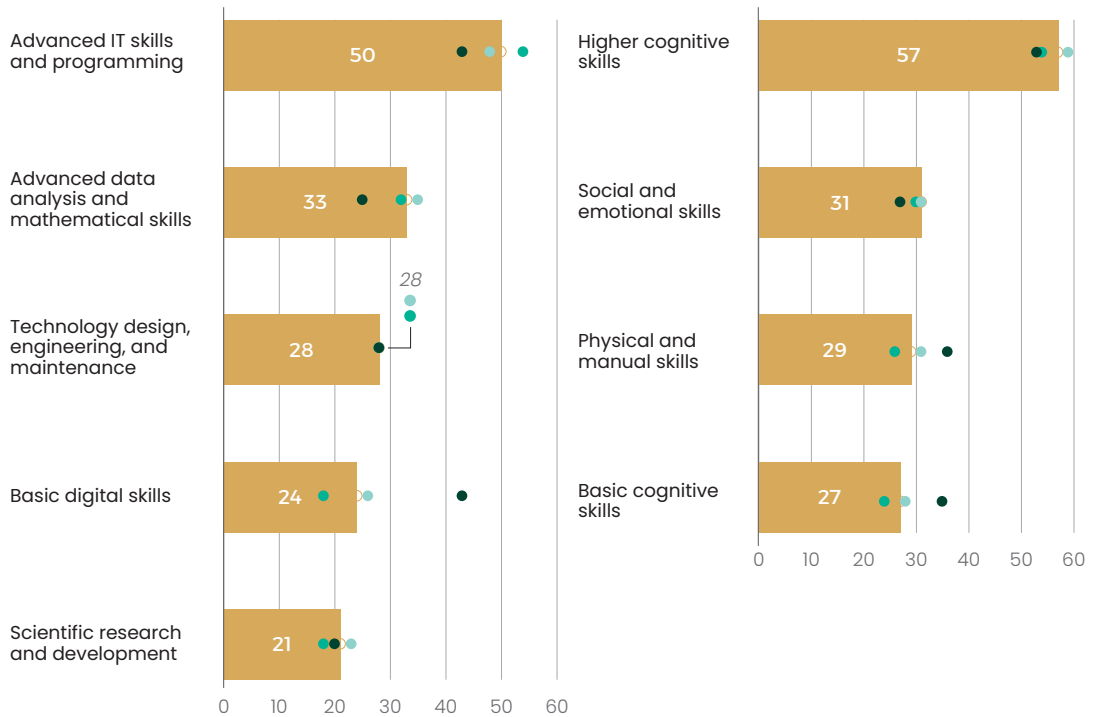 Advanced IT skills
and programming
50
Advanced data
analysis and
mathematical skills
33
28
Technology design,
engineering, and
maintenance
28
Basic digital skills
24
Scientific research
and development
21
0 10 20 30 40 50 60
Higher cognitive
skills
57
Social and
emotional skills
31
Physical and
manual skills
29
Basic cognitive
skills
27
0 10 20 30 40 50 60